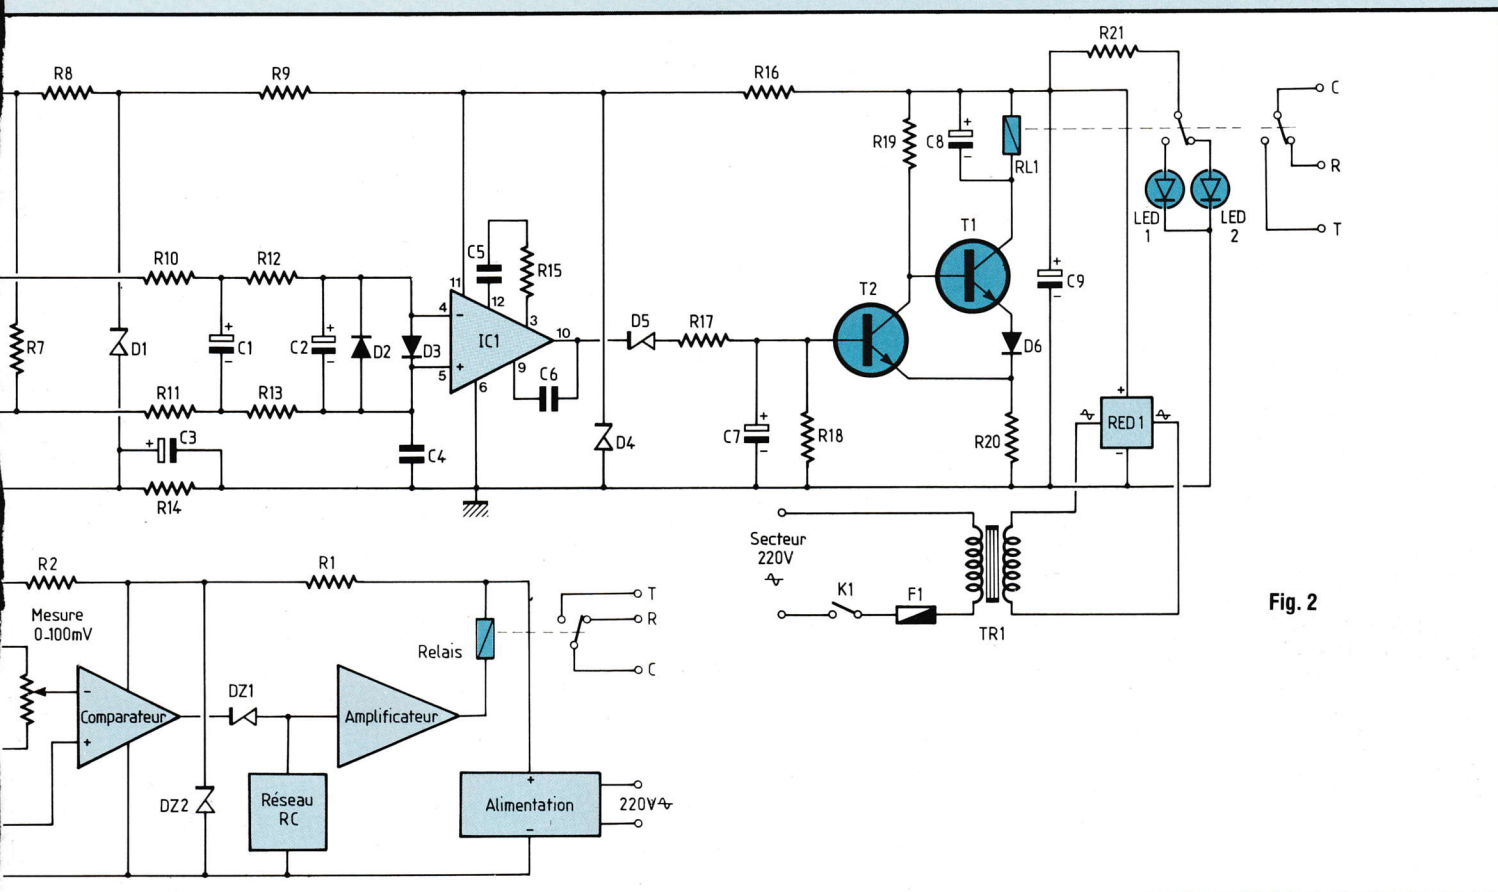 R8
R9
R16
R21
C
R19
+
C8
−
RL1
R
LED
1
LED
2
T
R10
R12
C5
R15
T1
11
12
+
C9
−
4
−
IC1
3
10
T2
D5
R17
R7
D1
+
C1
−
C2
+
−
D2
D3
+
5
6
9
C6
D6
R11
R13
+
C3
C4
D4
+
C7
−
R18
R20
+
RED1
−
R14
Secteur
220V
K1
F1
TR1
Fig. 2
R2
R1
Mesure
0-100mV
T
R
C
Relais
−
Comparateur
+
DZ1
Amplificateur
DZ2
Réseau
RC
+
Alimentation
−
220V